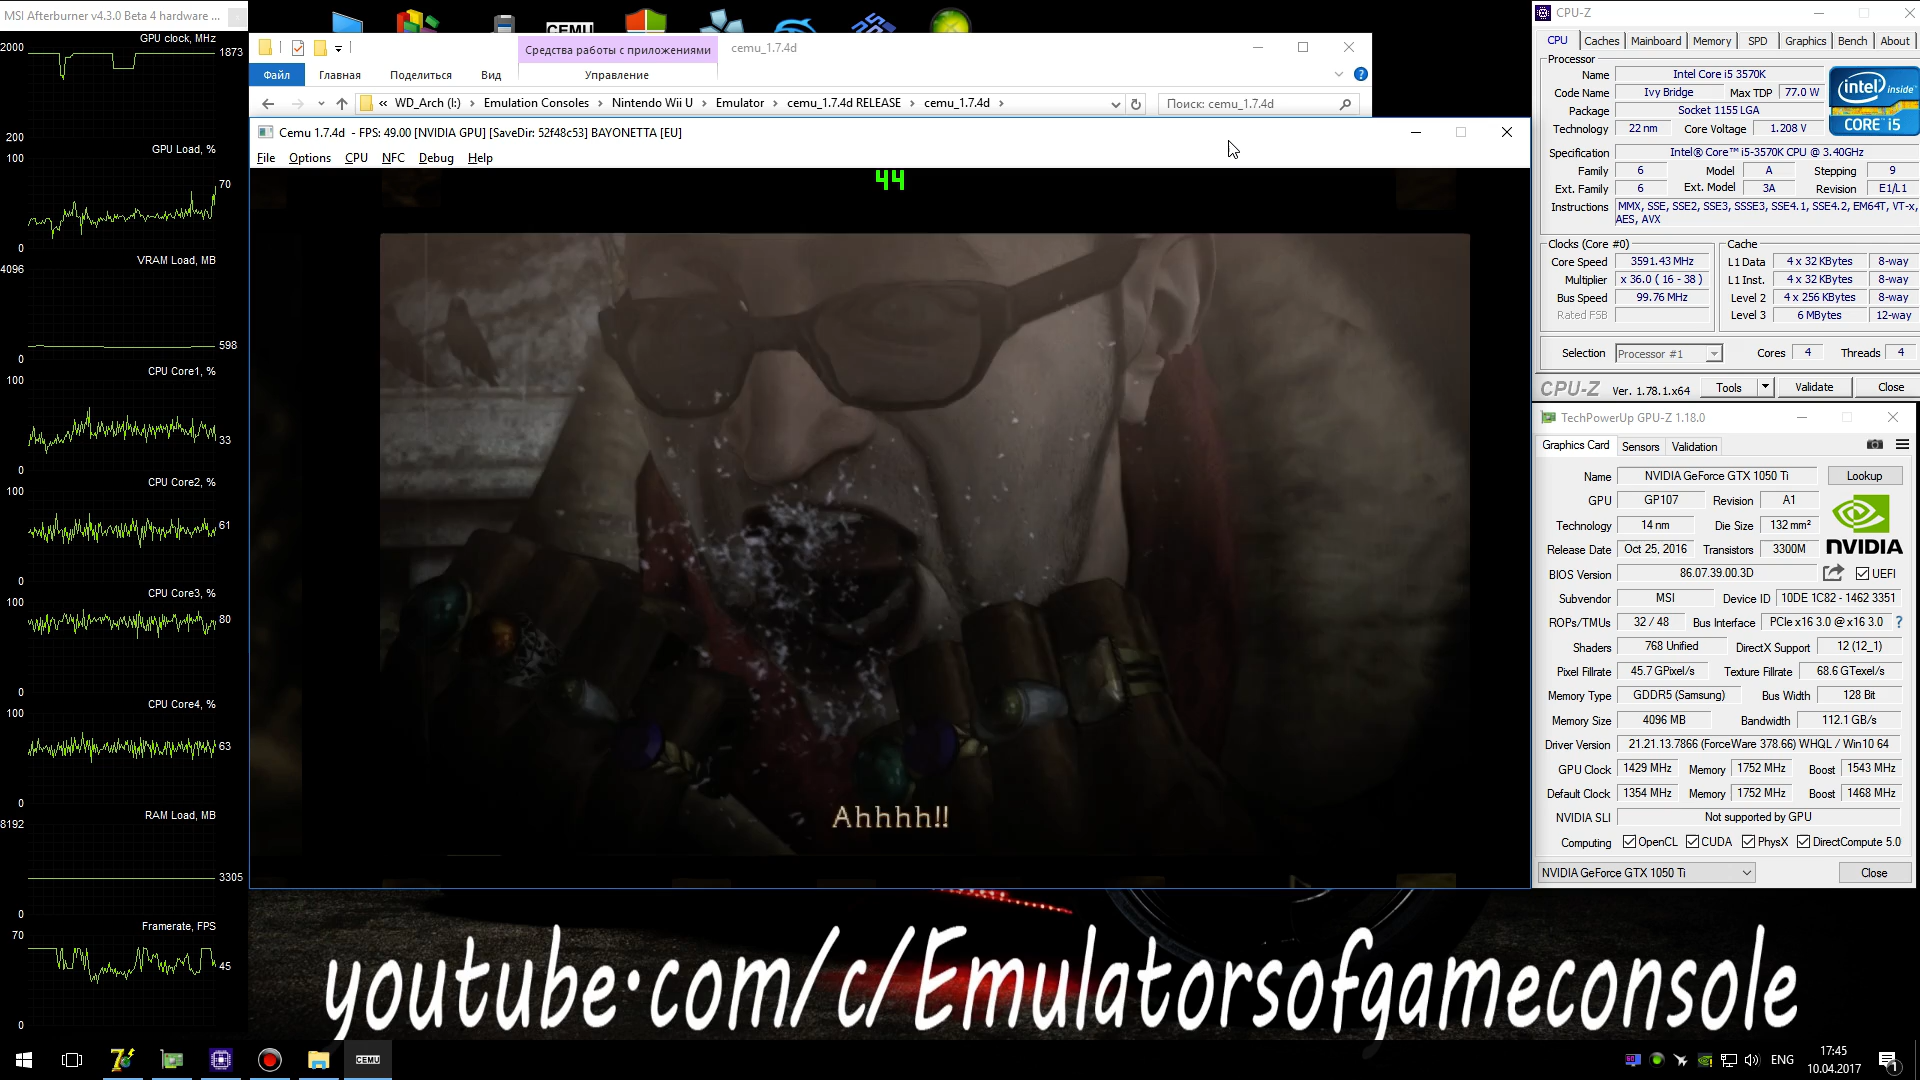 MSI Afterburner v4.3.0 Beta 4 hardware ...
GPU clock, MHz
2000
1873
200
GPU Load, %
100
70
0
VRAM Load, MB
4096
598
0
CPU Core1, %
100
33
0
CPU Core2, %
100
61
0
CPU Core3, %
100
80
0
CPU Core4, %
100
63
0
RAM Load, MB
8192
3305
0
Framerate, FPS
70
45
0
CEMU
Средства работы с приложениями
cemu_1.7.4d
Файл Главная Поделиться Вид Управление
« WD_Arch (I:) Emulation Consoles Nintendo Wii U Emulator cemu_1.7.4d RELEASE cemu_1.7.4d
Поиск: cemu_1.7.4d
Cemu 1.7.4d - FPS: 49.00 [NVIDIA GPU] [SaveDir: 52f48c53] BAYONETTA [EU]
File Options CPU NFC Debug Help
44
Ahhhh!!
CPU-Z
CPU Caches Mainboard Memory SPD Graphics Bench About
Processor
Name Intel Core i5 3570K
Code Name Ivy Bridge Max TDP 77.0 W
Package Socket 1155 LGA
Technology 22 nm Core Voltage 1.208 V
intel inside™
CORE i5
Specification Intel® Core™ i5-3570K CPU @ 3.40GHz
Family 6 Model A Stepping 9
Ext. Family 6 Ext. Model 3A Revision E1/L1
Instructions MMX, SSE, SSE2, SSE3, SSSE3, SSE4.1, SSE4.2, EM64T, VT-x,
AES, AVX
Clocks (Core #0)
Core Speed 3591.43 MHz
Multiplier x 36.0 ( 16 - 38 )
Bus Speed 99.76 MHz
Rated FSB
Cache
L1 Data 4 x 32 KBytes 8-way
L1 Inst. 4 x 32 KBytes 8-way
Level 2 4 x 256 KBytes 8-way
Level 3 6 MBytes 12-way
Selection Processor #1 Cores 4 Threads 4
CPU-Z Ver. 1.78.1.x64 Tools Validate Close
TechPowerUp GPU-Z 1.18.0
Graphics Card Sensors Validation
Name NVIDIA GeForce GTX 1050 Ti Lookup
GPU GP107 Revision A1
Technology 14 nm Die Size 132 mm²
Release Date Oct 25, 2016 Transistors 3300M
NVIDIA
BIOS Version 86.07.39.00.3D UEFI
Subvendor MSI Device ID 10DE 1C82 - 1462 3351
ROPs/TMUs 32 / 48 Bus Interface PCIe x16 3.0 @ x16 3.0 ?
Shaders 768 Unified DirectX Support 12 (12_1)
Pixel Fillrate 45.7 GPixel/s Texture Fillrate 68.6 GTexel/s
Memory Type GDDR5 (Samsung) Bus Width 128 Bit
Memory Size 4096 MB Bandwidth 112.1 GB/s
Driver Version 21.21.13.7866 (ForceWare 378.66) WHQL / Win10 64
GPU Clock 1429 MHz Memory 1752 MHz Boost 1543 MHz
Default Clock 1354 MHz Memory 1752 MHz Boost 1468 MHz
NVIDIA SLI Not supported by GPU
Computing OpenCL CUDA PhysX DirectCompute 5.0
NVIDIA GeForce GTX 1050 Ti Close
youtube.com/c/Emulatorsofgameconsole
CEMU
ENG
17:45
10.04.2017
1